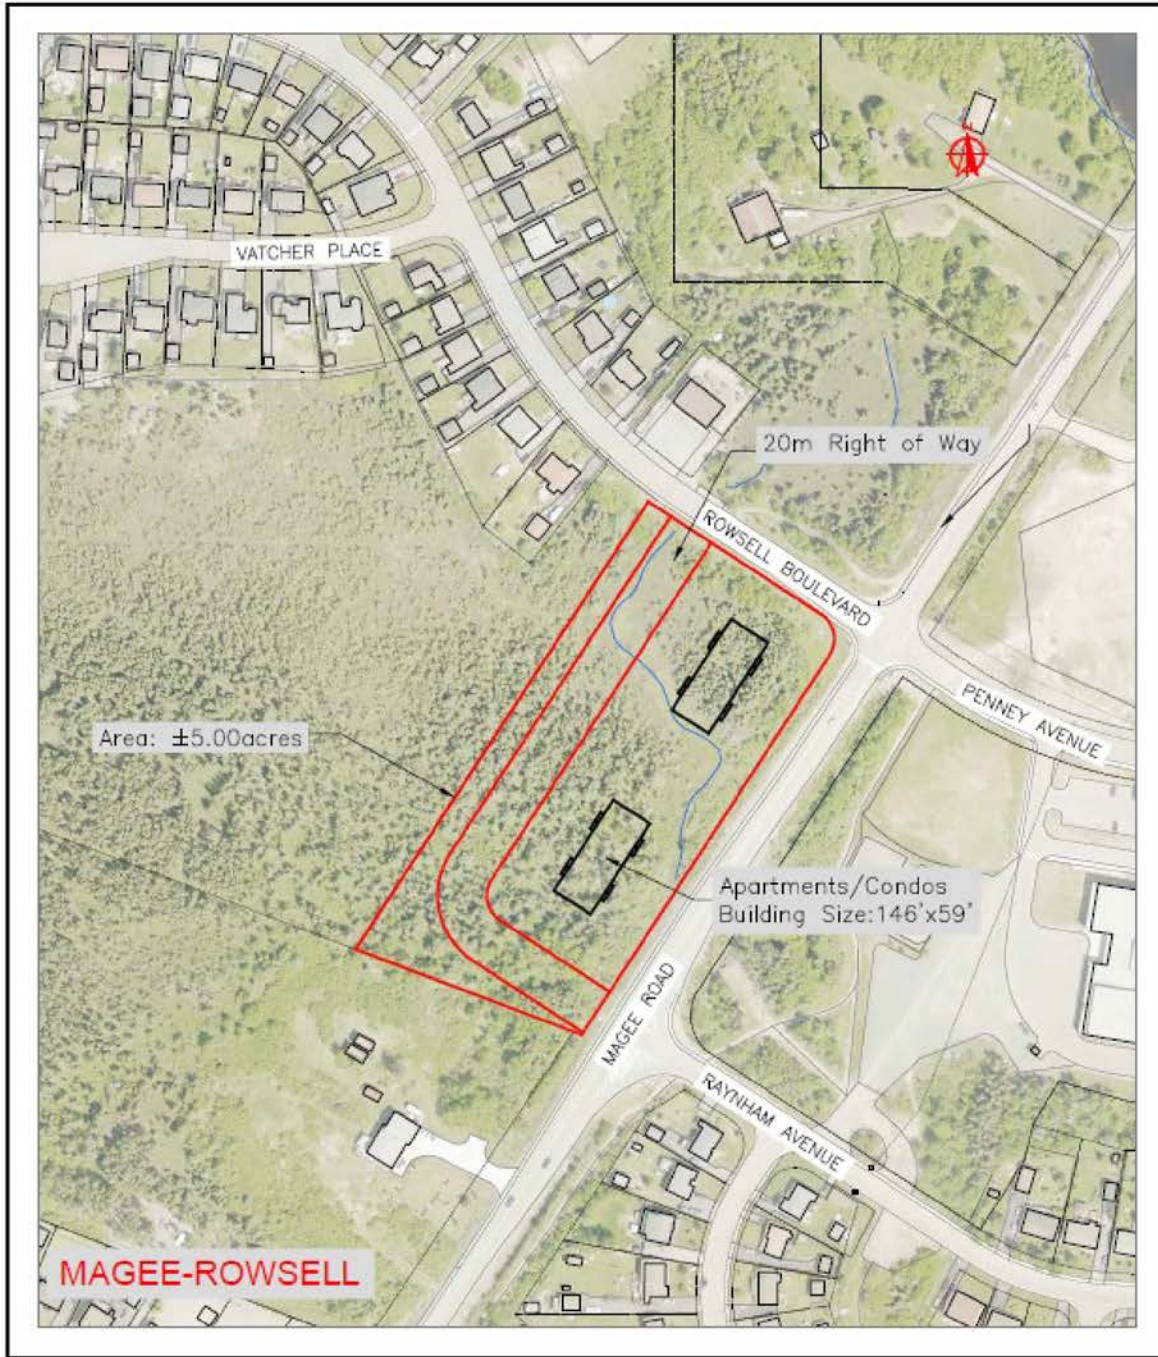 VATCHER PLACE
20m Right of Way
ROWSELL BOULEVARD
PENNEY AVENUE
Area: ±5.00acres
Apartments/Condos
Building Size:146'x59'
MAGEE ROAD
RAYNHAM AVENUE
MAGEE-ROWSELL